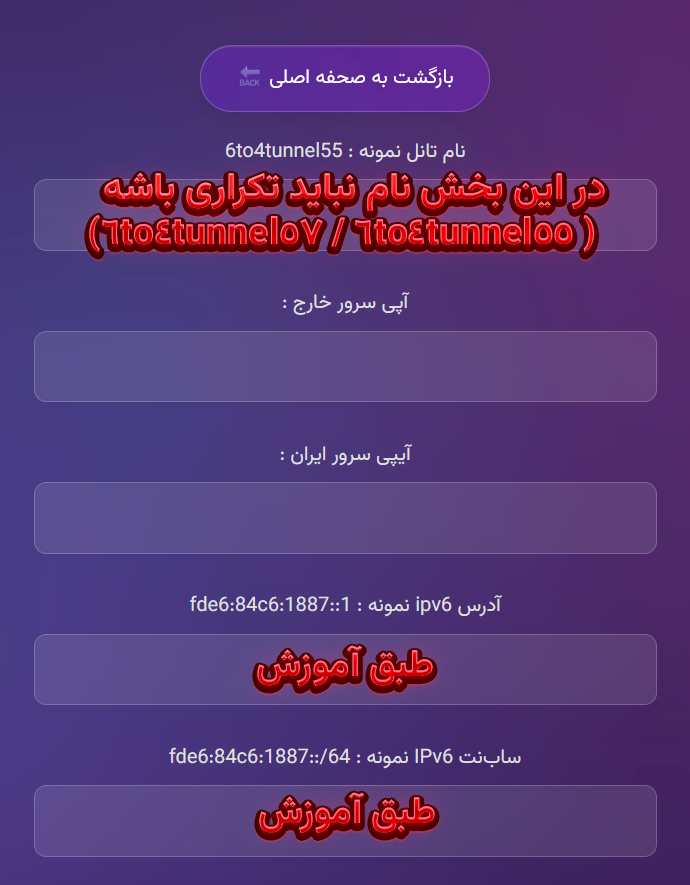 بازگشت به صفحه اصلی BACK
نام تانل نمونه : 6to4tunnel55
در این بخش نام نباید تکراری باشه
( ٦to٤tunnel٥٥ / ٦to٤tunnel٥٧)
آپی سرور خارج :
آیپی سرور ایران :
آدرس ipv6 نمونه : fde6:84c6:1887::1
طبق آموزش
ساب‌نت IPv6 نمونه : fde6:84c6:1887::/64
طبق آموزش